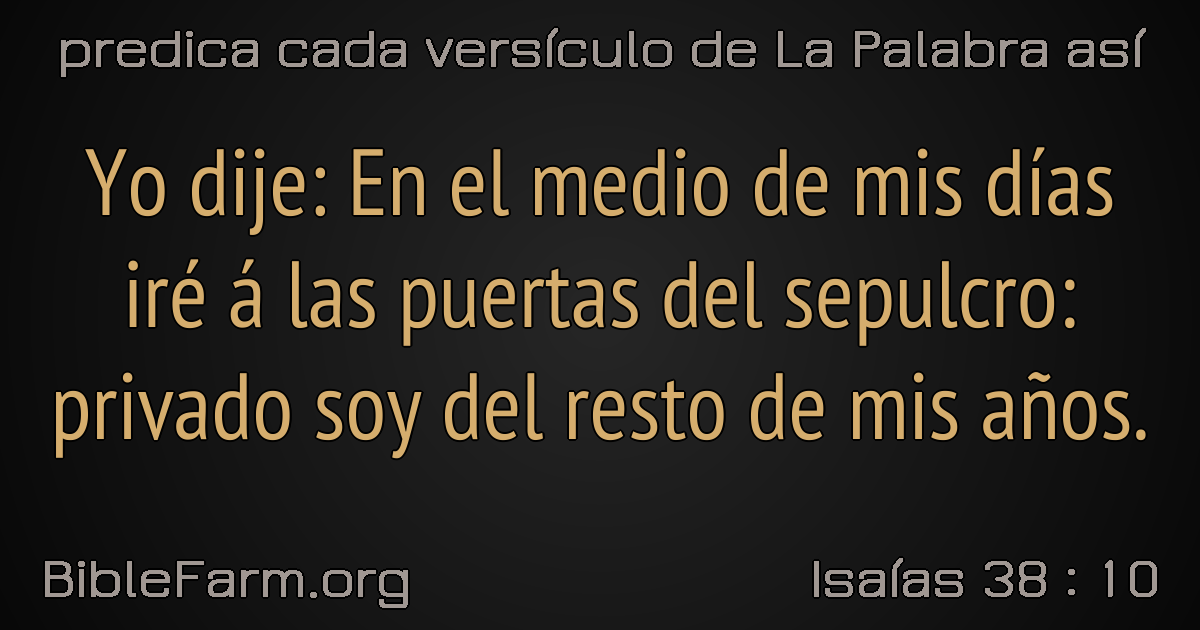 predica cada versículo de La Palabra así
Yo dije: En el medio de mis días
iré á las puertas del sepulcro:
privado soy del resto de mis años.
BibleFarm.org
Isaías 38 : 10